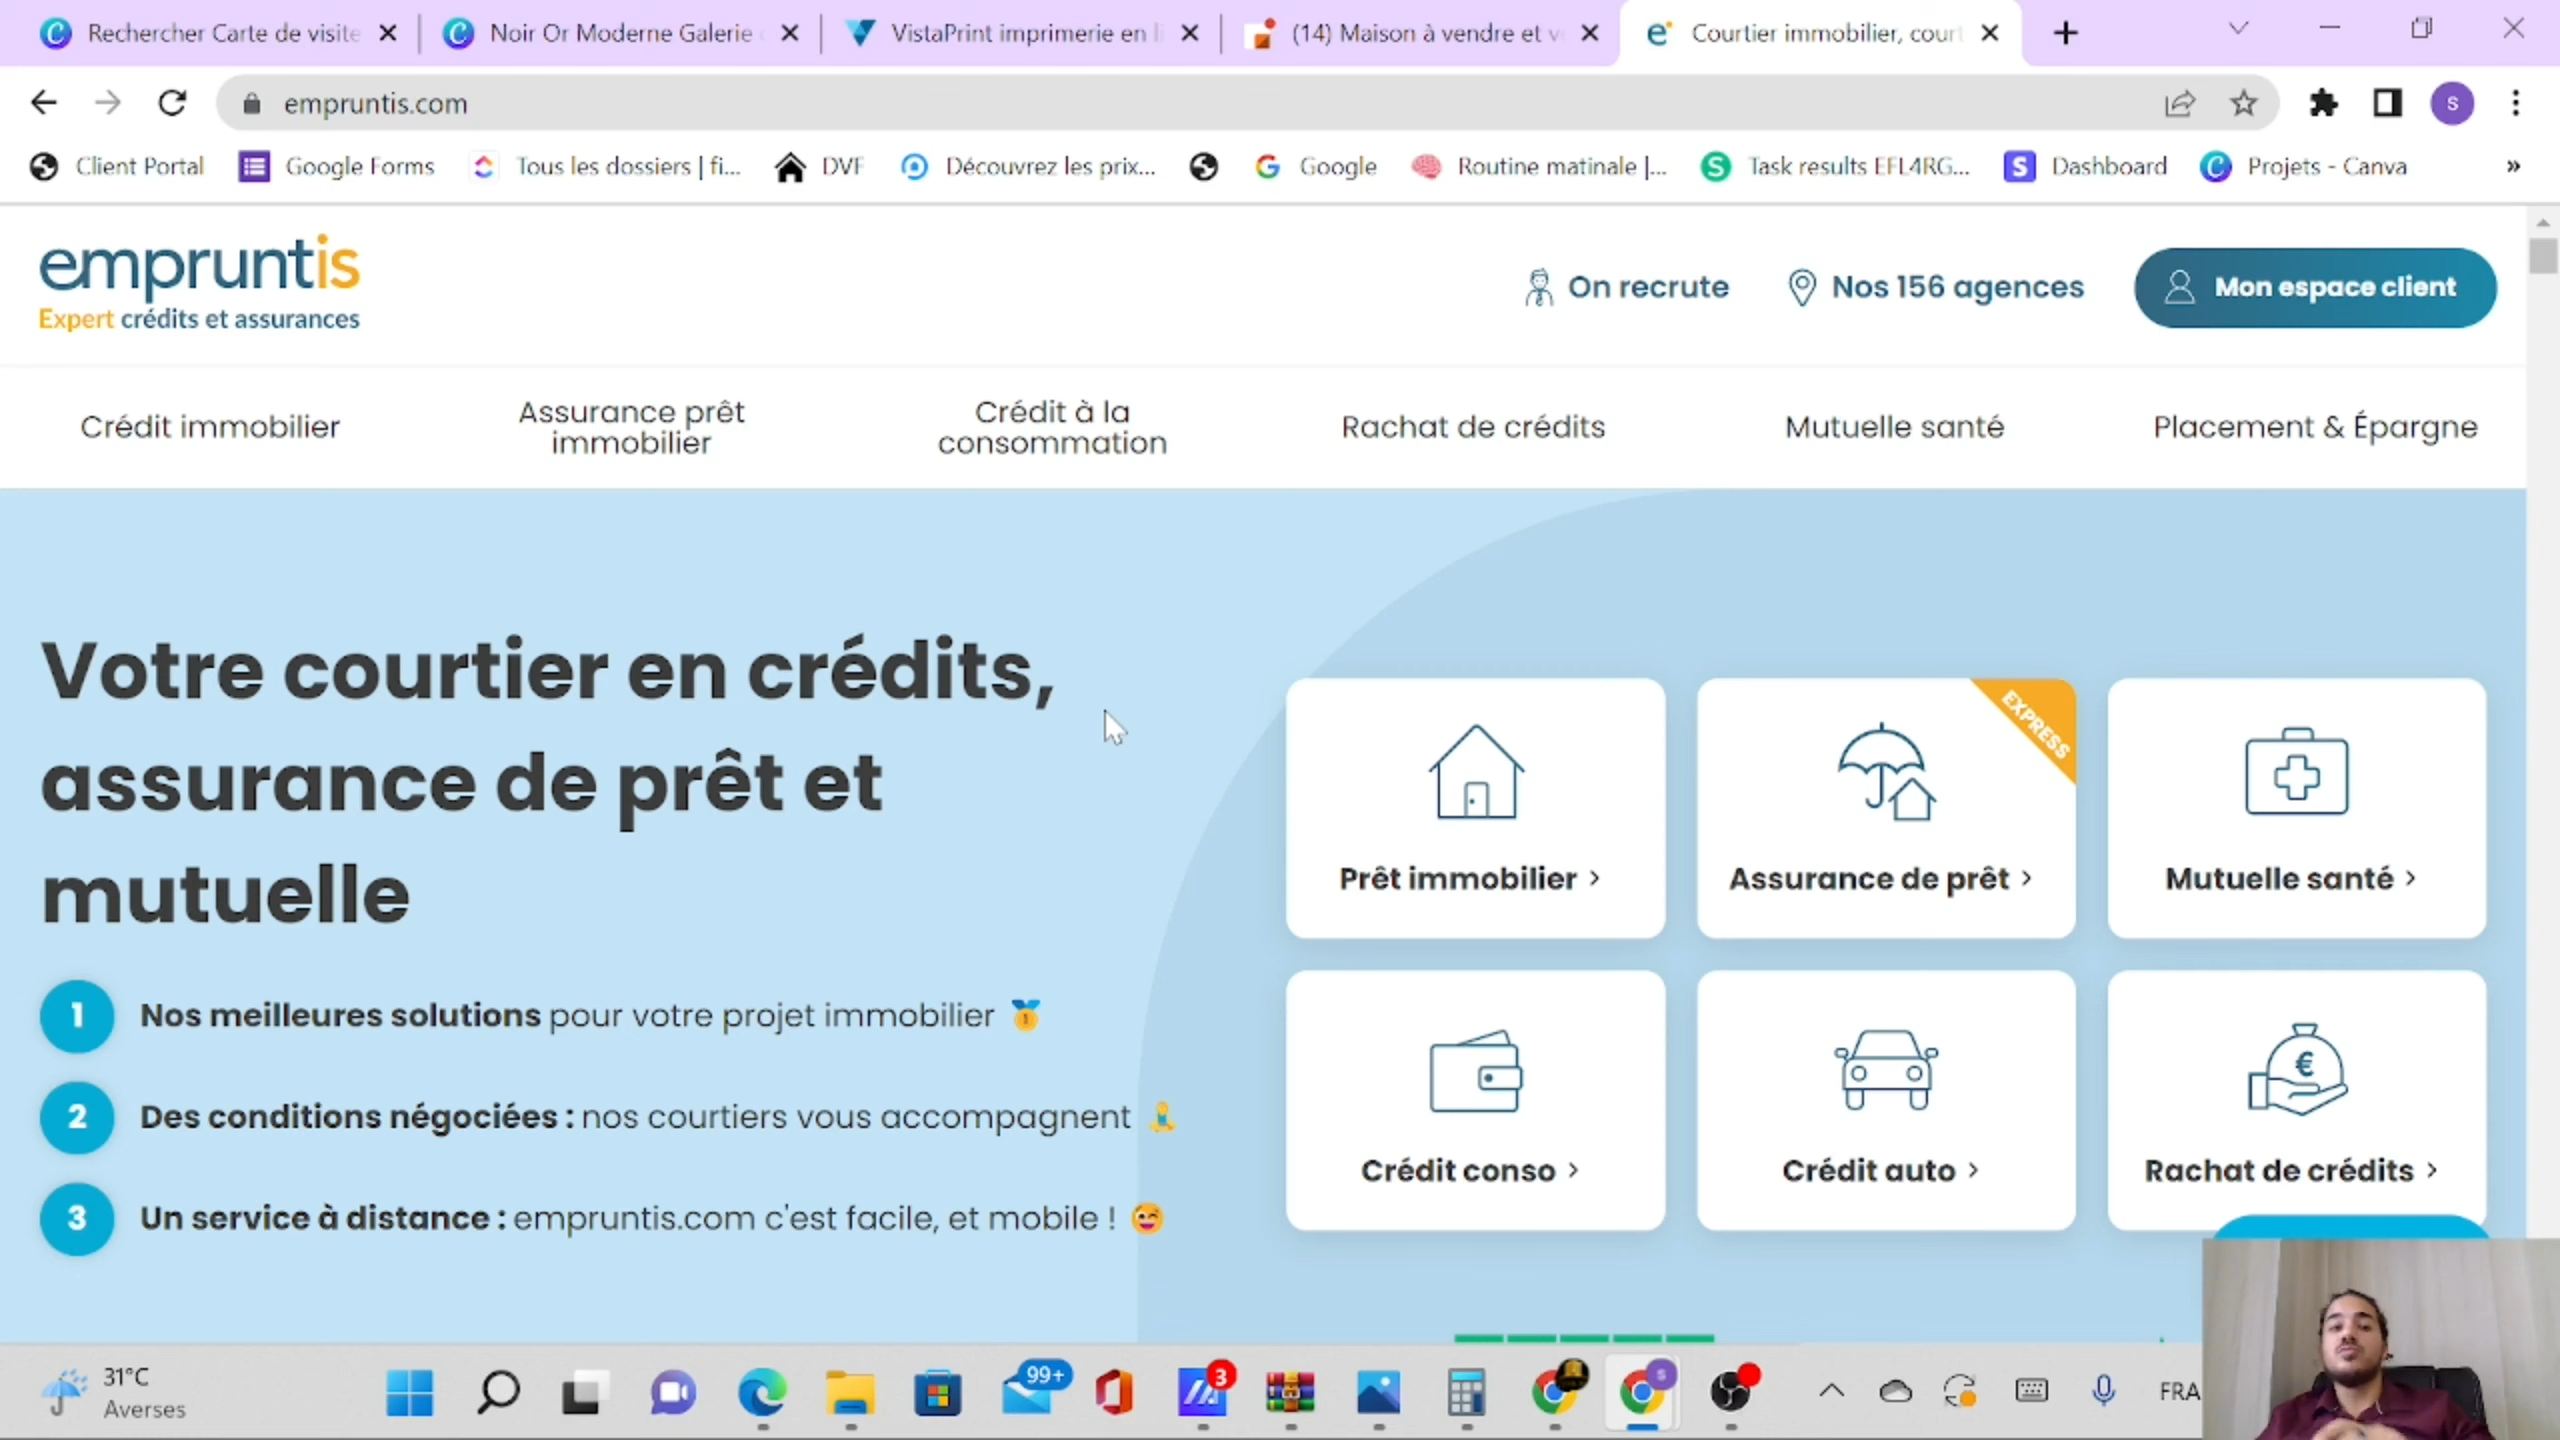 Rechercher Carte de visite
Noir Or Moderne Galerie
VistaPrint imprimerie en li
(14) Maison à vendre et v
Courtier immobilier, court
empruntis.com
S
Client Portal
Google Forms
Tous les dossiers | fi...
DVF
Découvrez les prix...
Google
Routine matinale |...
Task results EFL4RG...
Dashboard
Projets - Canva
»
empruntis
Expert crédits et assurances
On recrute
Nos 156 agences
Mon espace client
Crédit immobilier
Assurance prêt
immobilier
Crédit à la
consommation
Rachat de crédits
Mutuelle santé
Placement & Épargne
Votre courtier en crédits,
assurance de prêt et
mutuelle
1 Nos meilleures solutions pour votre projet immobilier
2 Des conditions négociées : nos courtiers vous accompagnent
3 Un service à distance : empruntis.com c'est facile, et mobile !
Prêt immobilier >
EXPRESS
Assurance de prêt >
Mutuelle santé >
Crédit conso >
Crédit auto >
€
Rachat de crédits >
31°C
Averses
99+
3
S
FRA